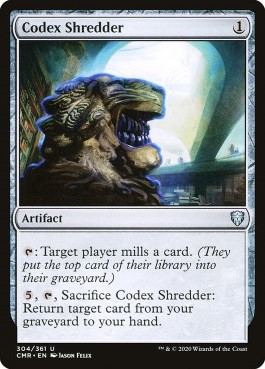 Codex Shredder 1
Artifact
: Target player mills a card. (They
put the top card of their library into
their graveyard.)
5, , Sacrifice Codex Shredder:
Return target card from your
graveyard to your hand.
304/361 U
CMR • EN Jason Felix
™ & © 2020 Wizards of the Coast